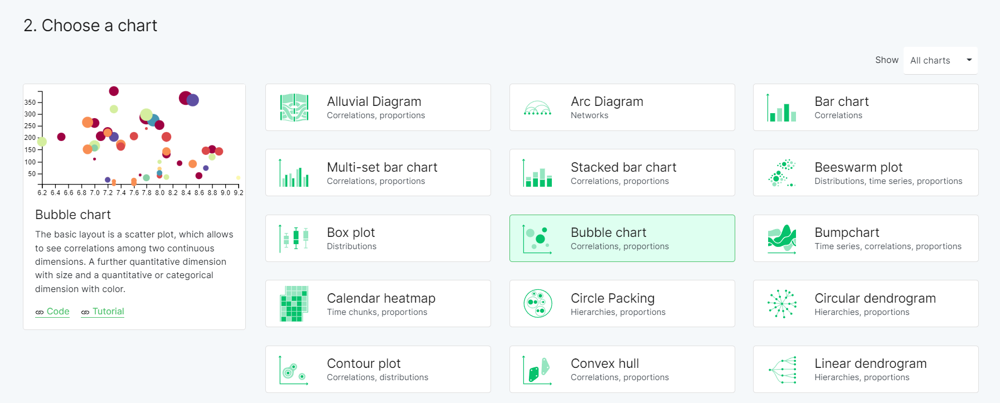 2. Choose a chart
Show All charts
350
300
250
200
150
100
50
6.2 6.4 6.6 6.8 7.0 7.2 7.4 7.6 7.8 8.0 8.2 8.4 8.6 8.8 9.0 9.2
Bubble chart
The basic layout is a scatter plot, which allows
to see correlations among two continuous
dimensions. A further quantitative dimension
with size and a quantitative or categorical
dimension with color.
Code Tutorial
Alluvial Diagram
Correlations, proportions
Arc Diagram
Networks
Bar chart
Correlations
Multi-set bar chart
Correlations, proportions
Stacked bar chart
Correlations, proportions
Beeswarm plot
Distributions, time series, proportions
Box plot
Distributions
Bubble chart
Correlations, proportions
Bumpchart
Time series, correlations, proportions
Calendar heatmap
Time chunks, proportions
Circle Packing
Hierarchies, proportions
Circular dendrogram
Hierarchies, proportions
Contour plot
Correlations, distributions
Convex hull
Correlations, proportions
Linear dendrogram
Hierarchies, proportions